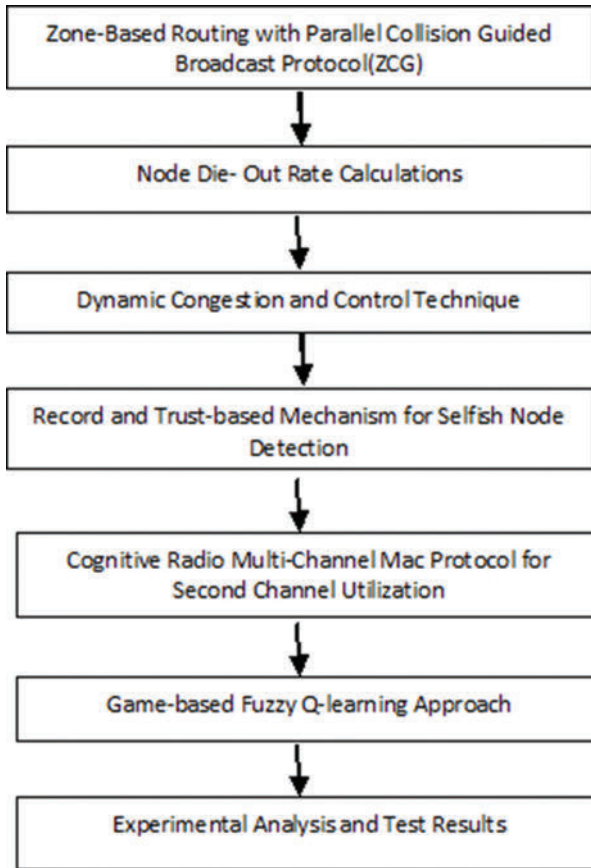 Zone-Based Routing with Parallel Collision Guided
Broadcast Protocol(ZCG)
Node Die- Out Rate Calculations
Dynamic Congestion and Control Technique
Record and Trust-based Mechanism for Selfish Node
Detection
Cognitive Radio Multi-Channel Mac Protocol for
Second Channel Utilization
Game-based Fuzzy Q-learning Approach
Experimental Analysis and Test Results